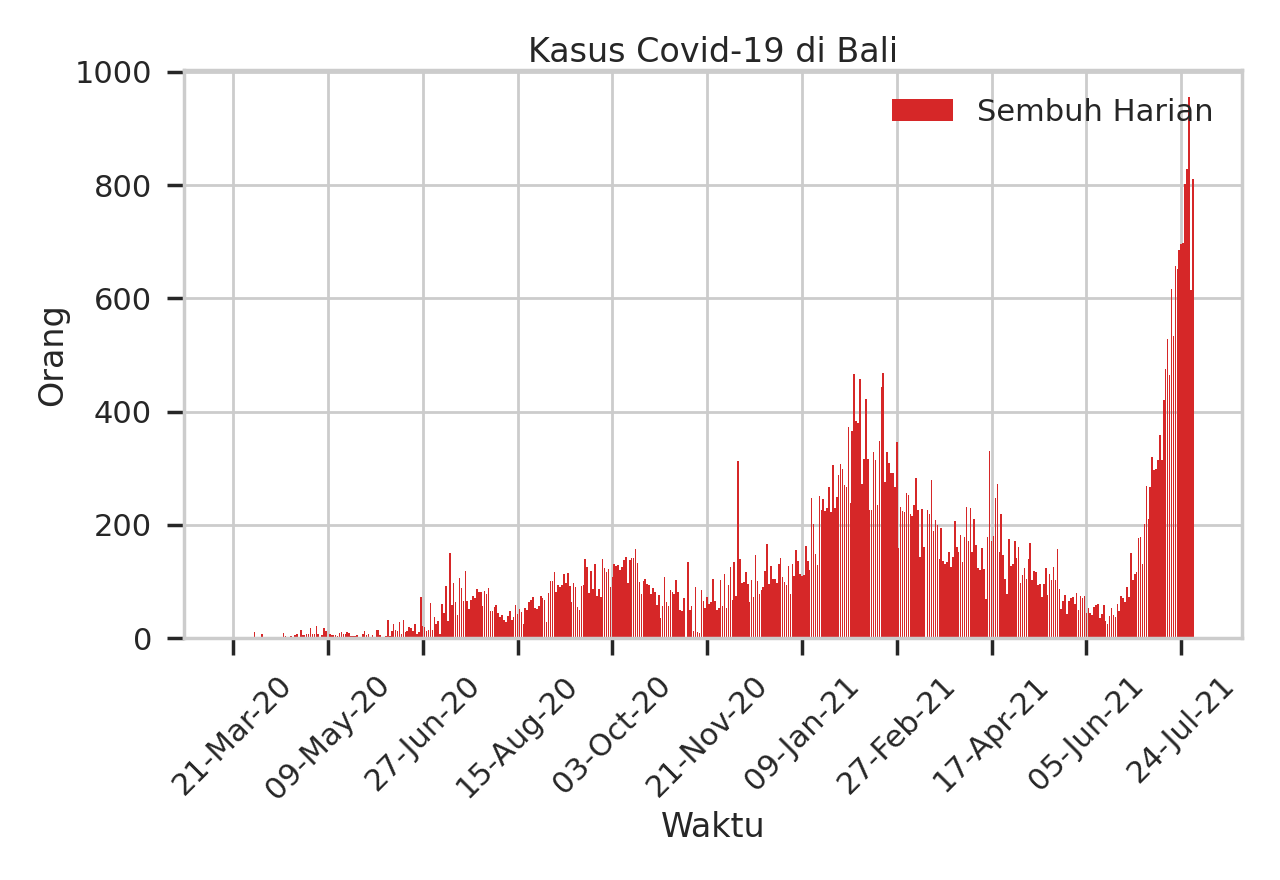 Kasus Covid-19 di Bali
Sembuh Harian
1000
800
600
400
200
0
Orang
21-Mar-20
09-May-20
27-Jun-20
15-Aug-20
03-Oct-20
21-Nov-20
09-Jan-21
27-Feb-21
17-Apr-21
05-Jun-21
24-Jul-21
Waktu